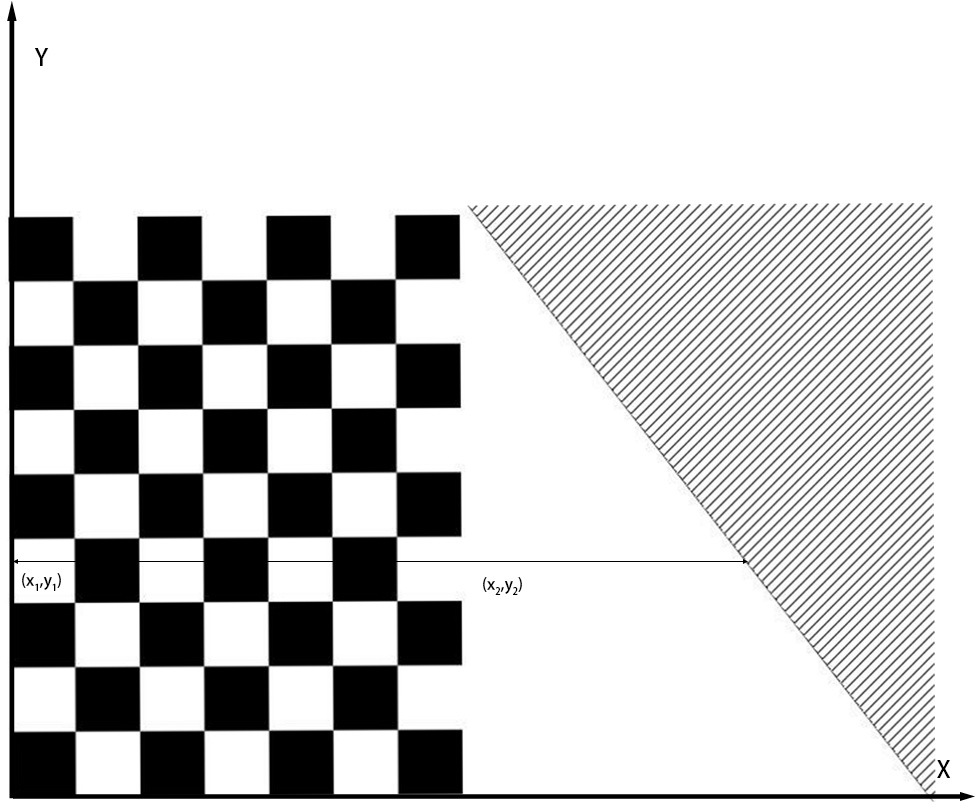 Y
(x₁,y₁)
(x₂,y₂)
X